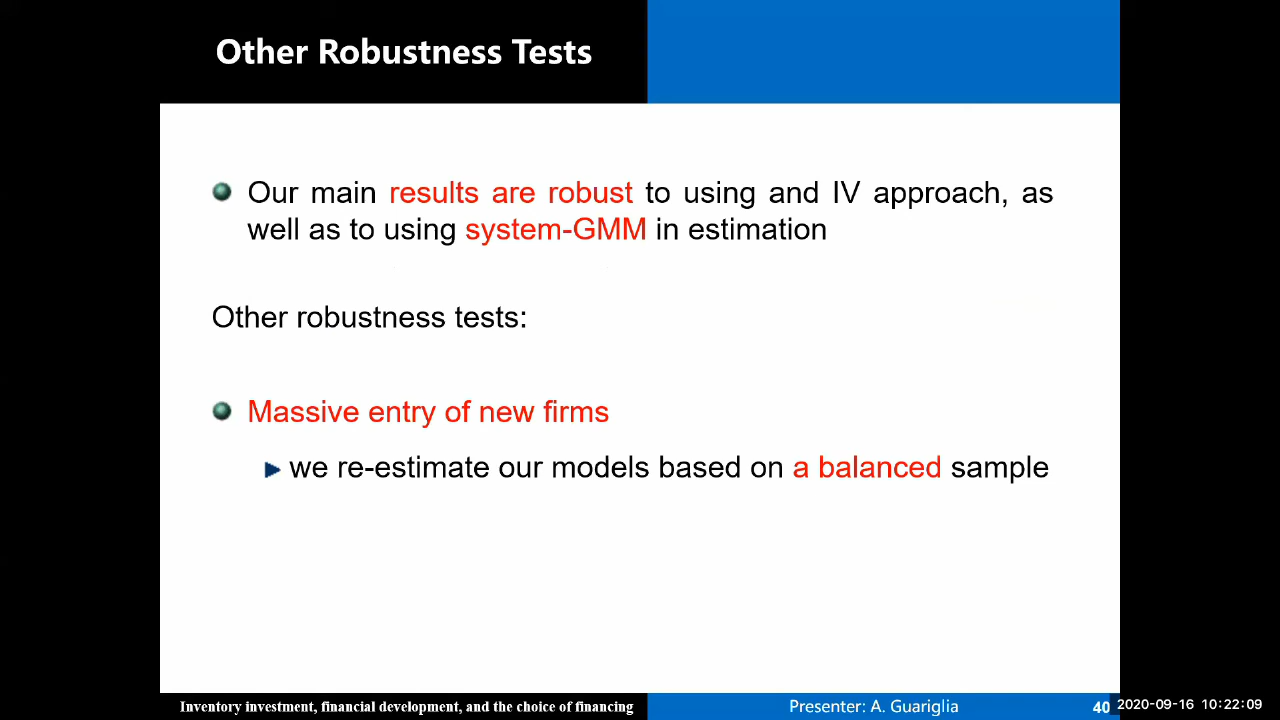 Other Robustness Tests
Our main results are robust to using and IV approach, as
well as to using system-GMM in estimation
Other robustness tests:
Massive entry of new firms
we re-estimate our models based on a balanced sample
Inventory investment, financial development, and the choice of financing
Presenter: A. Guariglia
40
2020-09-16 10:22:09